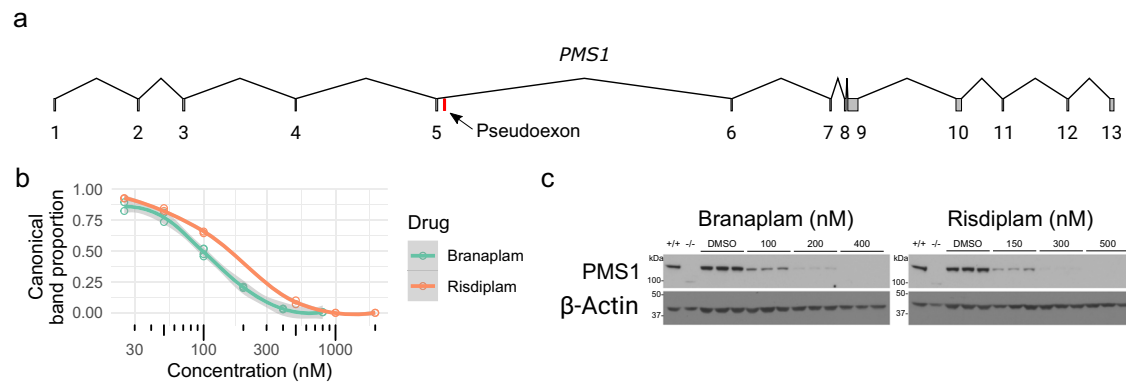 a
PMS1
1 2 3 4 5 6 7 8 9 10 11 12 13
Pseudoexon
b
Canonical
band proportion
1.00
0.75
0.50
0.25
0.00
30 100 300 1000
Concentration (nM)
Drug
Branaplam
Risdiplam
c
Branaplam (nM)
+/+ -/- DMSO 100 200 400
kDa
PMS1
100-
β-Actin
50-
37-
Risdiplam (nM)
+/+ -/- DMSO 150 300 500
kDa
100-
50-
37-